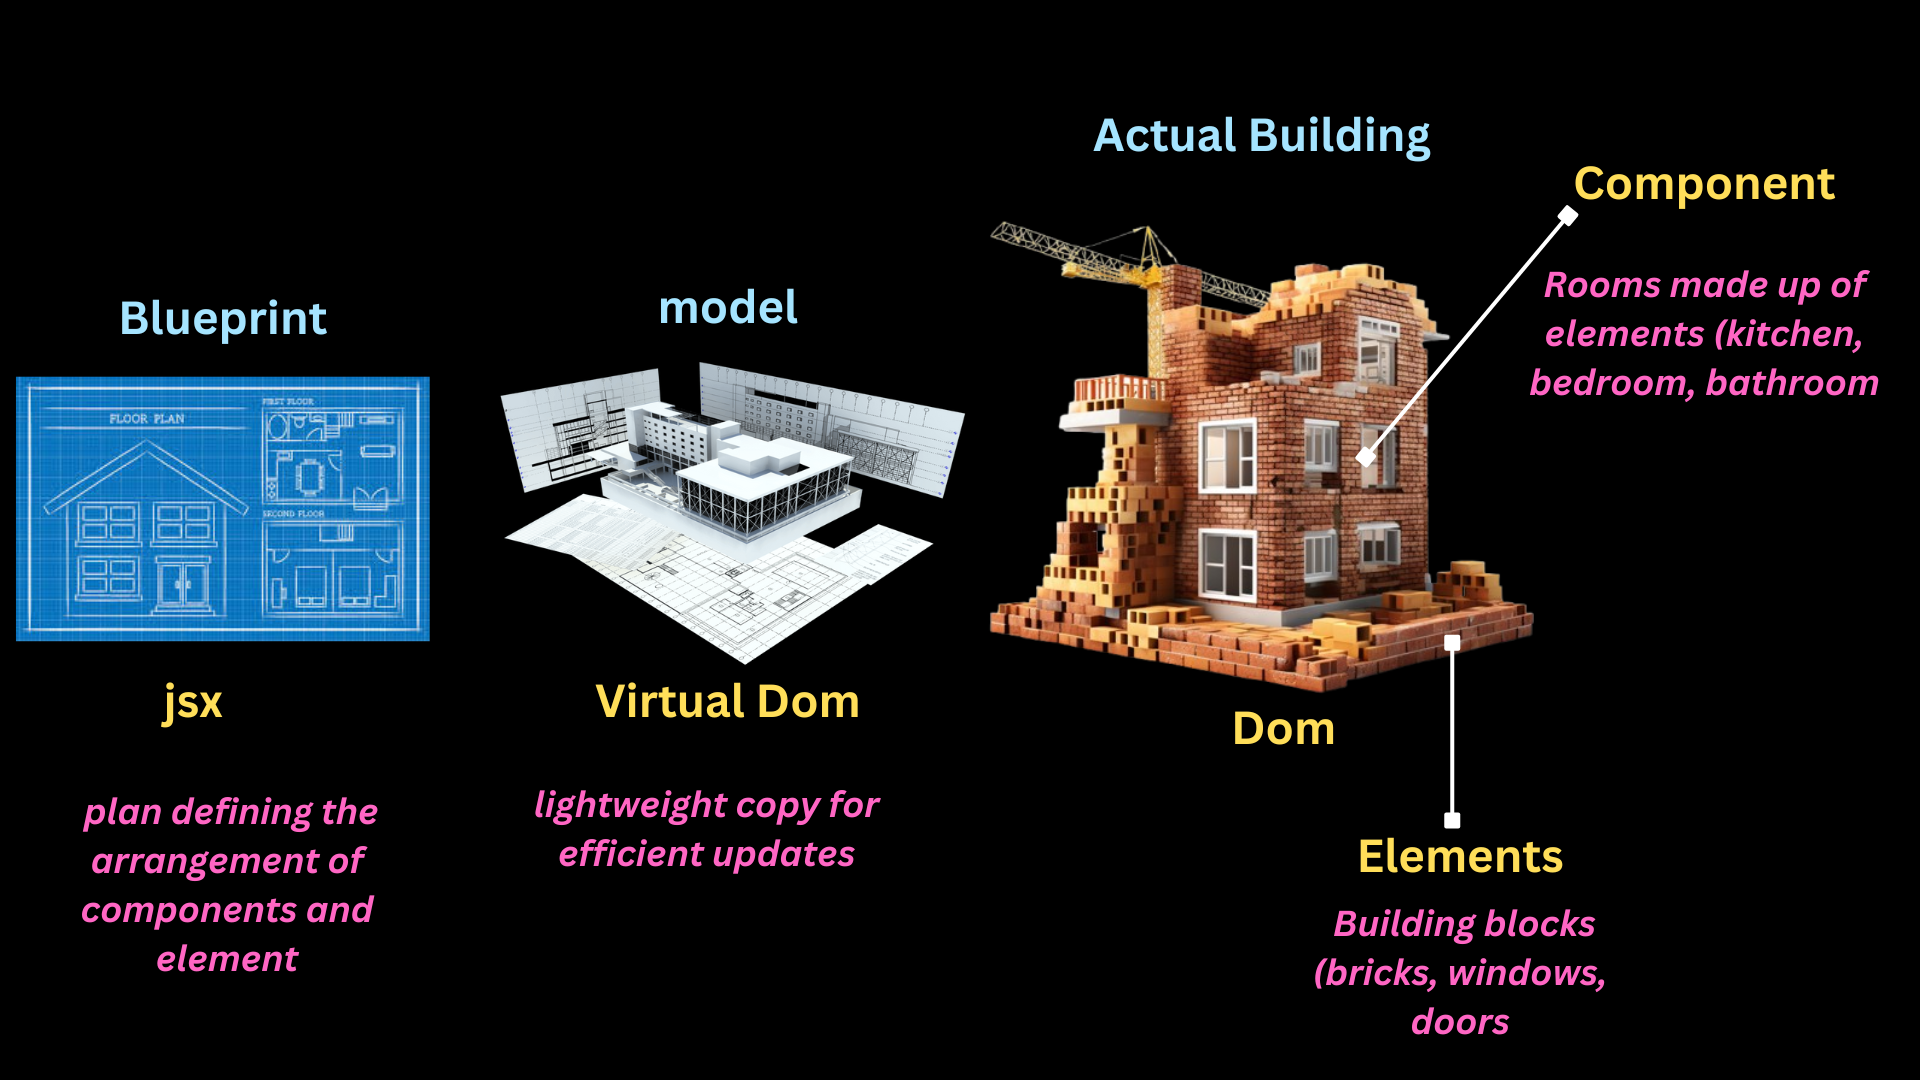 Actual Building
Component
Rooms made up of
elements (kitchen,
bedroom, bathroom
Blueprint
model
FLOOR PLAN
FIRST FLOOR
SECOND FLOOR
jsx
Virtual Dom
Dom
plan defining the
arrangement of
components and
element
lightweight copy for
efficient updates
Elements
Building blocks
(bricks, windows,
doors